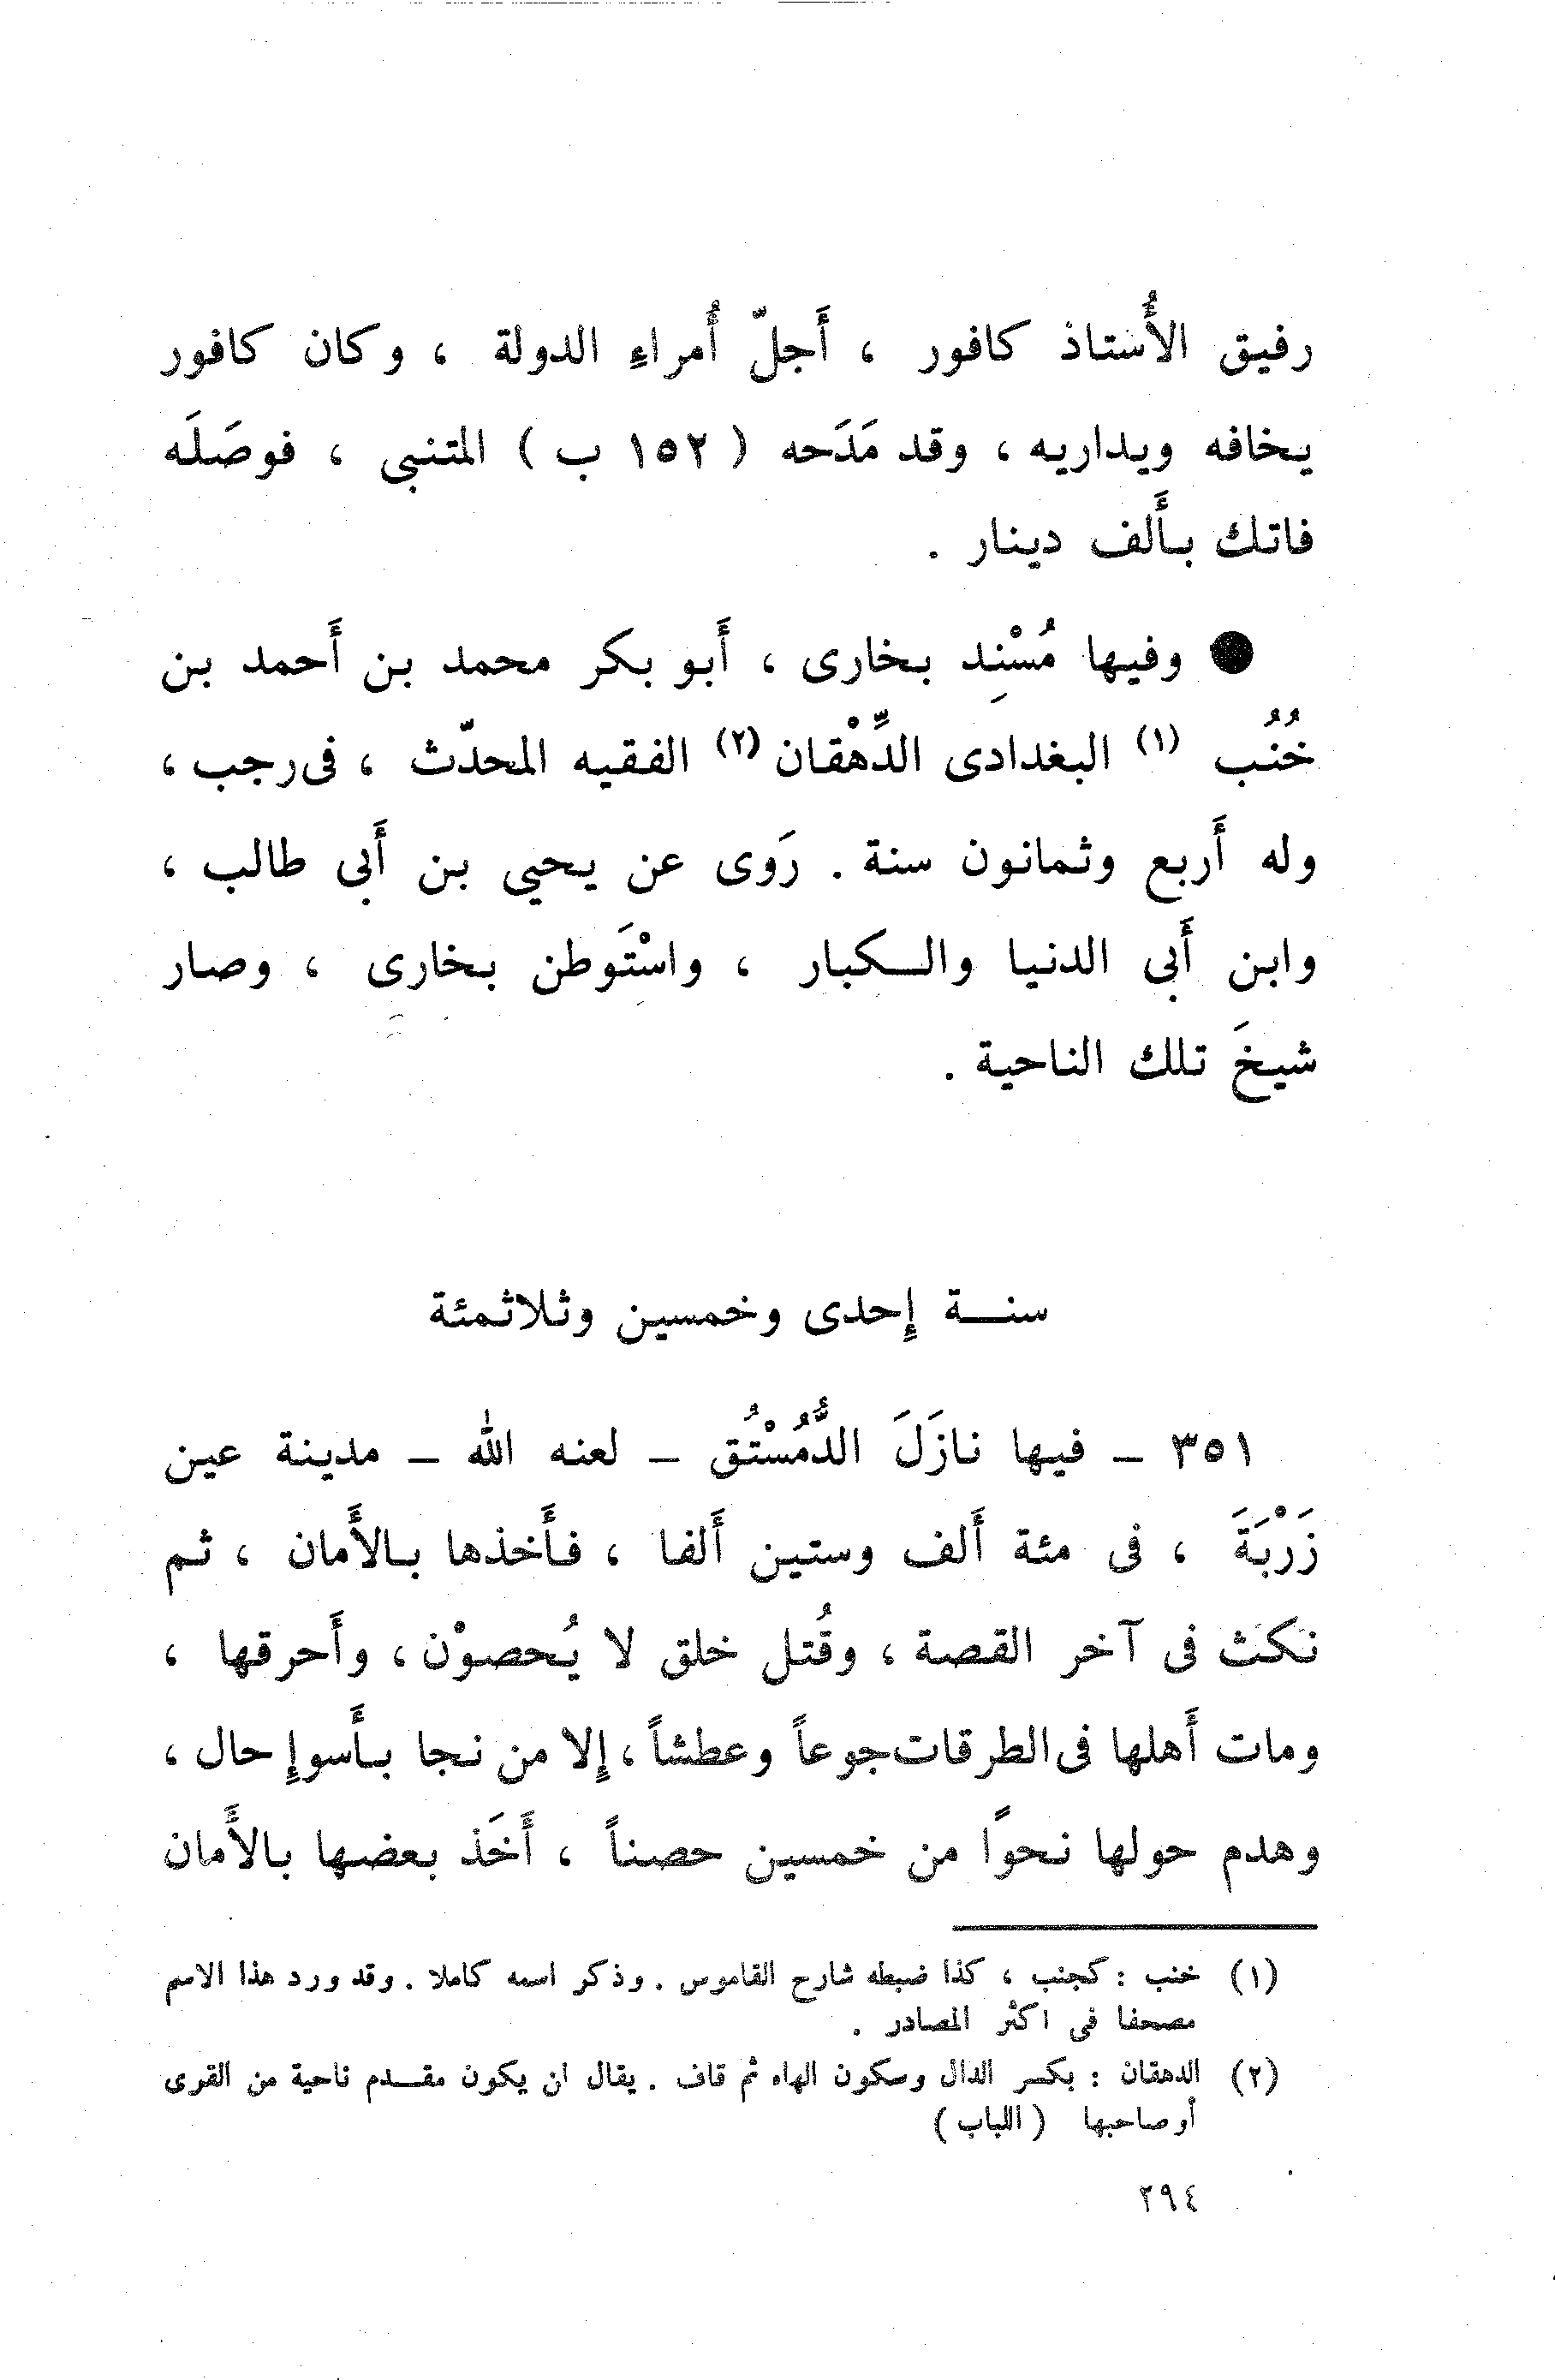 رفيق الأُستاذ كافور ، أَجلّ أُمراءِ الدولة ، وكان كافور
يخافه ويداريه ، وقد مَدَحه ( ١٥٢ ب ) المتنبى ، فوصَلَه
فاتك بأَلف دينار .
● وفيها مُسْنِد بخارى ، أَبو بكر محمد بن أَحمد بن
خُنُب (١) البغدادى الدِّهْقان (٢) الفقيه المحدّث ، فى رجب ،
وله أَربع وثمانون سنة . رَوى عن يحيى بن أَبى طالب ،
وابن أَبى الدنيا والكبار ، واسْتَوطن بخارى ، وصار
شيخَ تلك الناحية .
سنة إحدى وخمسين وثلاثمئة
٣٥١ – فيها نازَلَ الدُّمُسْتُق – لعنه الله – مدينة عين
زَرْبَةَ ، فى مئة أَلف وستين أَلفا ، فأَخذها بالأَمان ، ثم
نكث فى آخر القصة ، وقُتل خلق لا يُحصوْن ، وأَحرقها ،
ومات أَهلها فى الطرقات جوعاً وعطشاً ، إلا من نجا بأَسوإِ حال ،
وهدم حولها نحوًا من خمسين حصناً ، أَخَذ بعضها بالأَمان
(١) خنب : كجنب ، كذا ضبطه شارح القاموس . وذكر اسمه كاملا . وقد ورد هذا الاسم
مصحفا فى اكثر المصادر .
(٢) الدهقان : بكسر الدال وسكون الهاء ثم قاف . يقال ان يكون مقدم ناحية من القرى
أو صاحبها ( اللباب )
٢٩٤